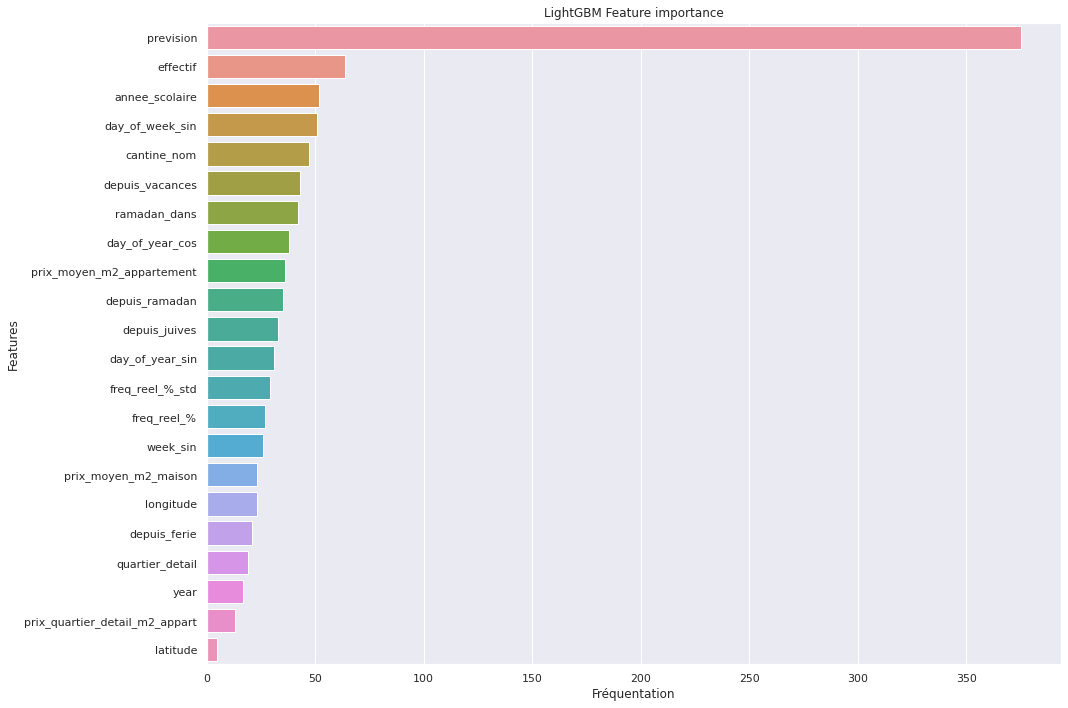 LightGBM Feature importance
Features
prevision
effectif
annee_scolaire
day_of_week_sin
cantine_nom
depuis_vacances
ramadan_dans
day_of_year_cos
prix_moyen_m2_appartement
depuis_ramadan
depuis_juives
day_of_year_sin
freq_reel_%_std
freq_reel_%
week_sin
prix_moyen_m2_maison
longitude
depuis_ferie
quartier_detail
year
prix_quartier_detail_m2_appart
latitude
0 50 100 150 200 250 300 350
Fréquentation